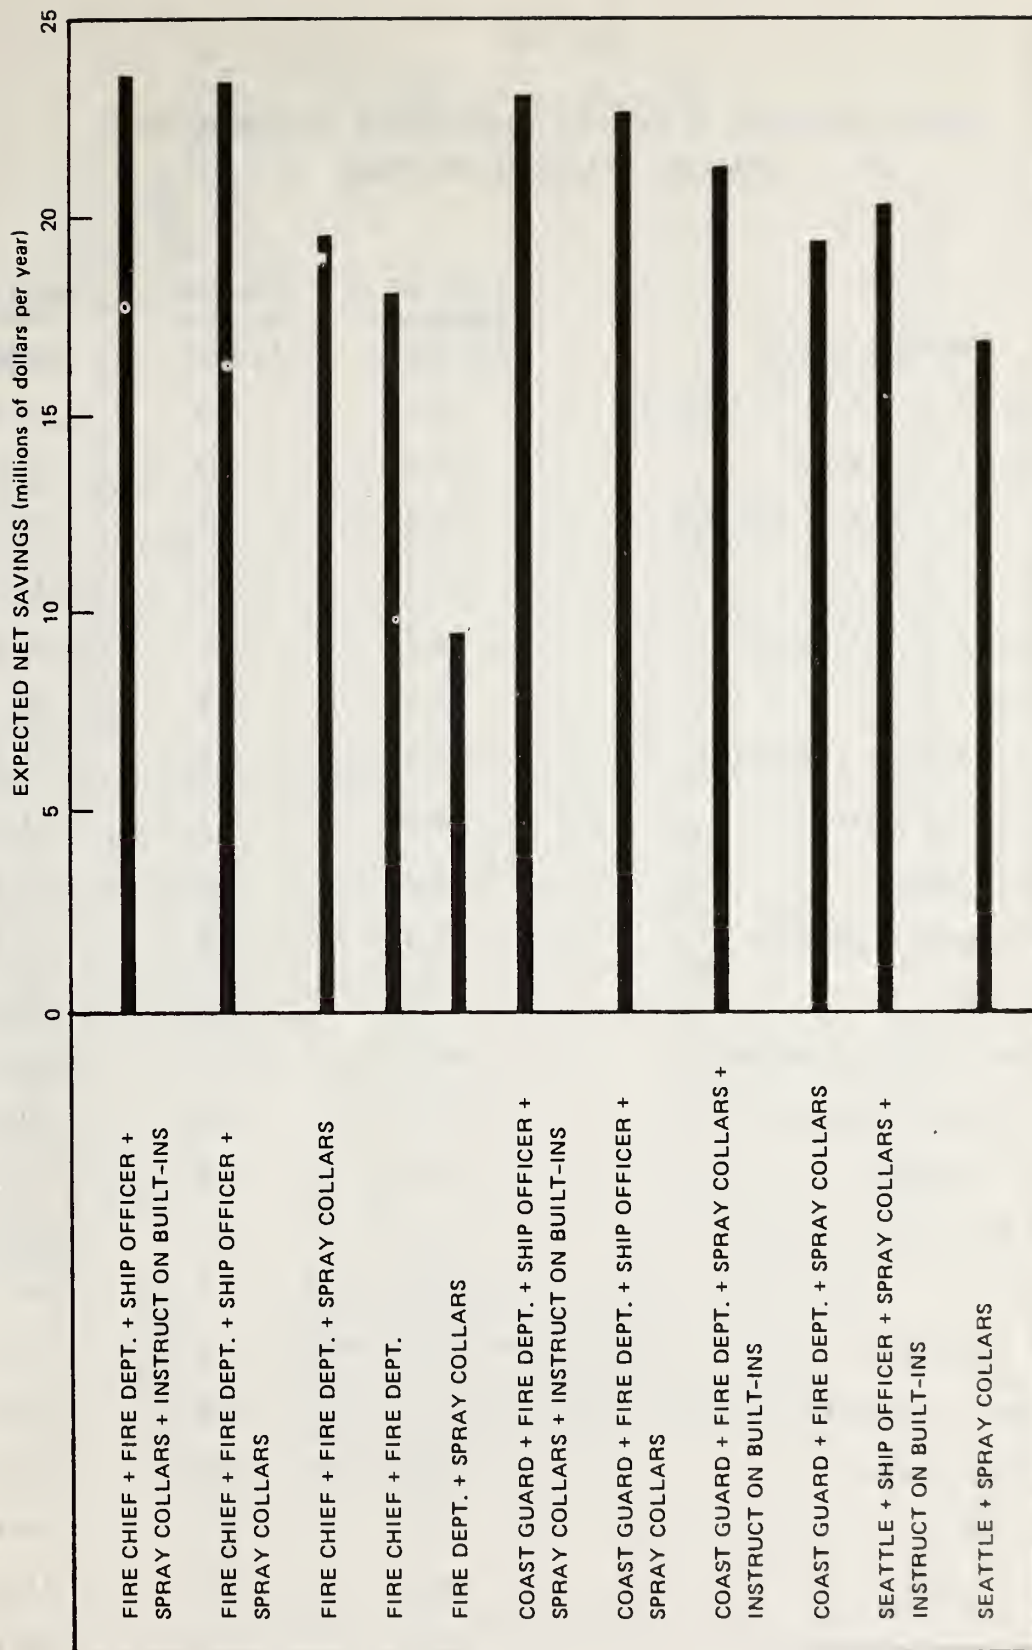 EXPECTED NET SAVINGS (millions of dollars per year)
0 5 10 15 20 25
FIRE CHIEF + FIRE DEPT. + SHIP OFFICER +
SPRAY COLLARS + INSTRUCT ON BUILT-INS
FIRE CHIEF + FIRE DEPT. + SHIP OFFICER +
SPRAY COLLARS
FIRE CHIEF + FIRE DEPT. + SPRAY COLLARS
FIRE CHIEF + FIRE DEPT.
FIRE DEPT. + SPRAY COLLARS
COAST GUARD + FIRE DEPT. + SHIP OFFICER +
SPRAY COLLARS + INSTRUCT ON BUILT-INS
COAST GUARD + FIRE DEPT. + SHIP OFFICER +
SPRAY COLLARS
COAST GUARD + FIRE DEPT. + SPRAY COLLARS +
INSTRUCT ON BUILT-INS
COAST GUARD + FIRE DEPT. + SPRAY COLLARS
SEATTLE + SHIP OFFICER + SPRAY COLLARS +
INSTRUCT ON BUILT-INS
SEATTLE + SPRAY COLLARS